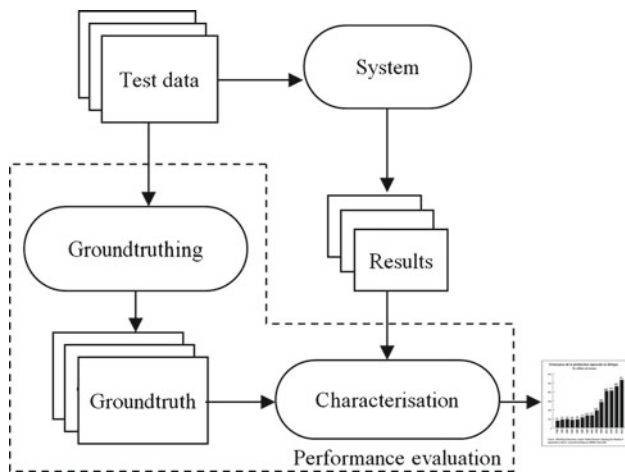 Test data
System
Groundtruthing
Results
Groundtruth
Characterisation
Performance evaluation